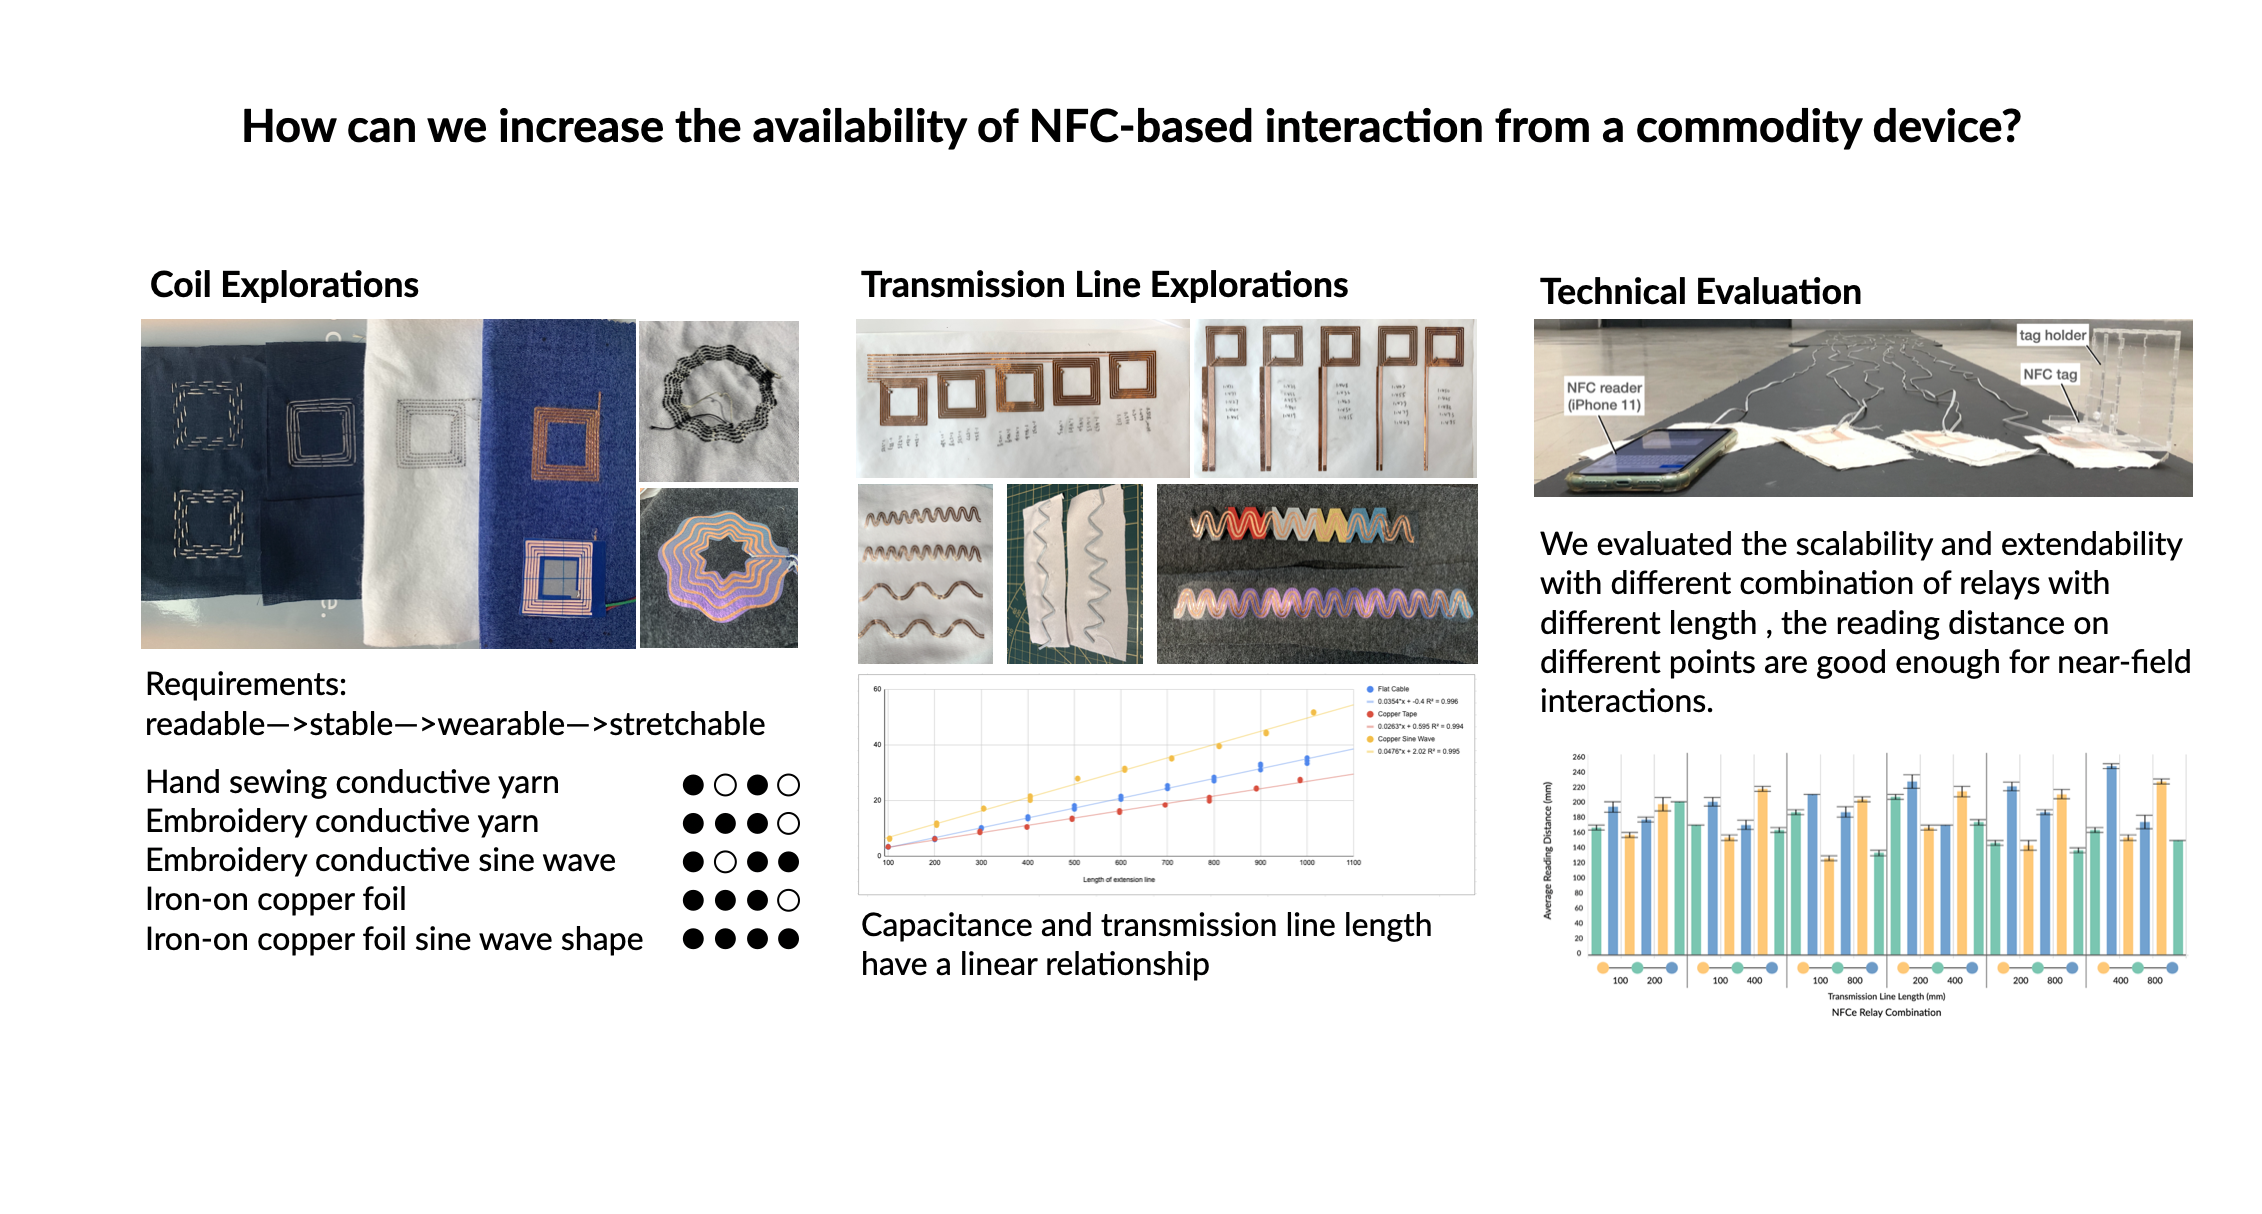 How can we increase the availability of NFC-based interaction from a commodity device?
Coil Explorations
Requirements:
readable—>stable—>wearable—>stretchable
Hand sewing conductive yarn
Embroidery conductive yarn
Embroidery conductive sine wave
Iron-on copper foil
Iron-on copper foil sine wave shape
Transmission Line Explorations
60
40
20
0
100 200 300 400 500 600 700 800 900 1000 1100
Length of extension line
Flat Cable
0.0354*x + -0.4 R² = 0.996
Copper Tape
0.0263*x + 0.595 R² = 0.994
Copper Sine Wave
0.0476*x + 2.02 R² = 0.995
Capacitance and transmission line length
have a linear relationship
Technical Evaluation
tag holder
NFC tag
NFC reader
(iPhone 11)
We evaluated the scalability and extendability
with different combination of relays with
different length , the reading distance on
different points are good enough for near-field
interactions.
Average Reading Distance (mm)
260
240
220
200
180
160
140
120
100
80
60
40
20
0
100 200 100 400 100 800 200 400 200 800 400 800
Transmission Line Length (mm)
NFCe Relay Combination